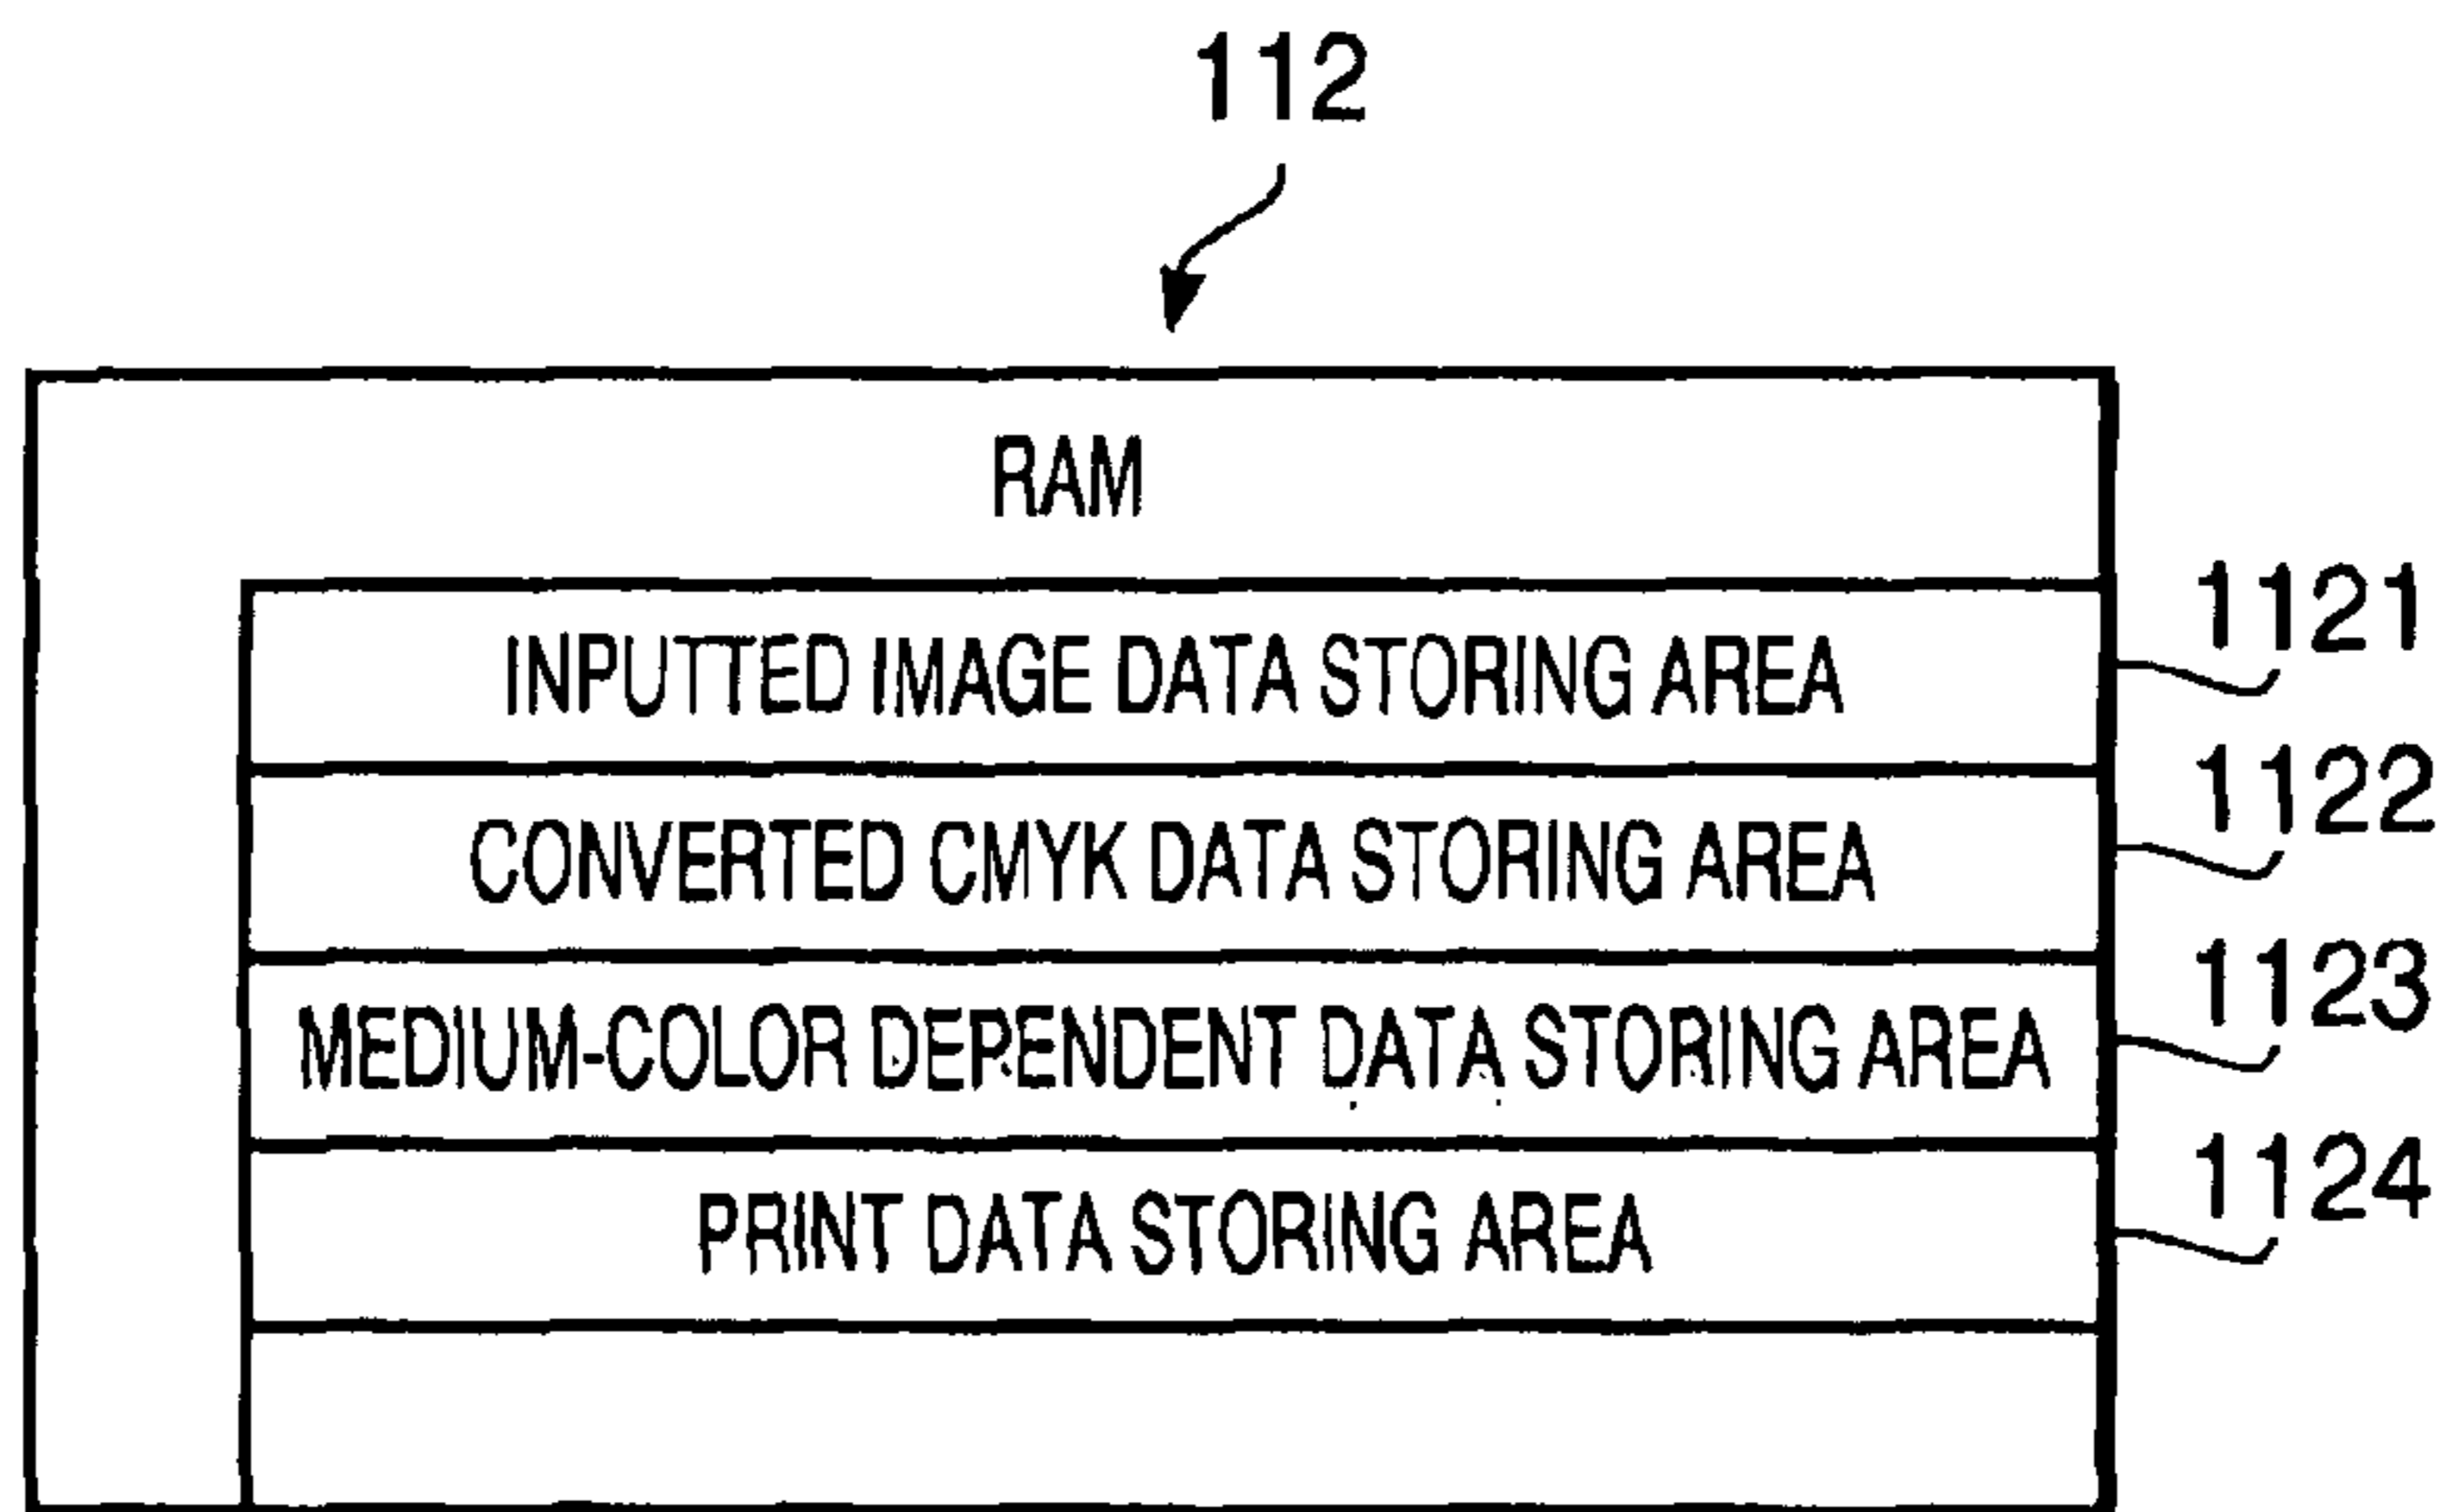 112
RAM
INPUTTED IMAGE DATA STORING AREA 1121
CONVERTED CMYK DATA STORING AREA 1122
MEDIUM-COLOR DEPENDENT DATA STORING AREA 1123
PRINT DATA STORING AREA 1124